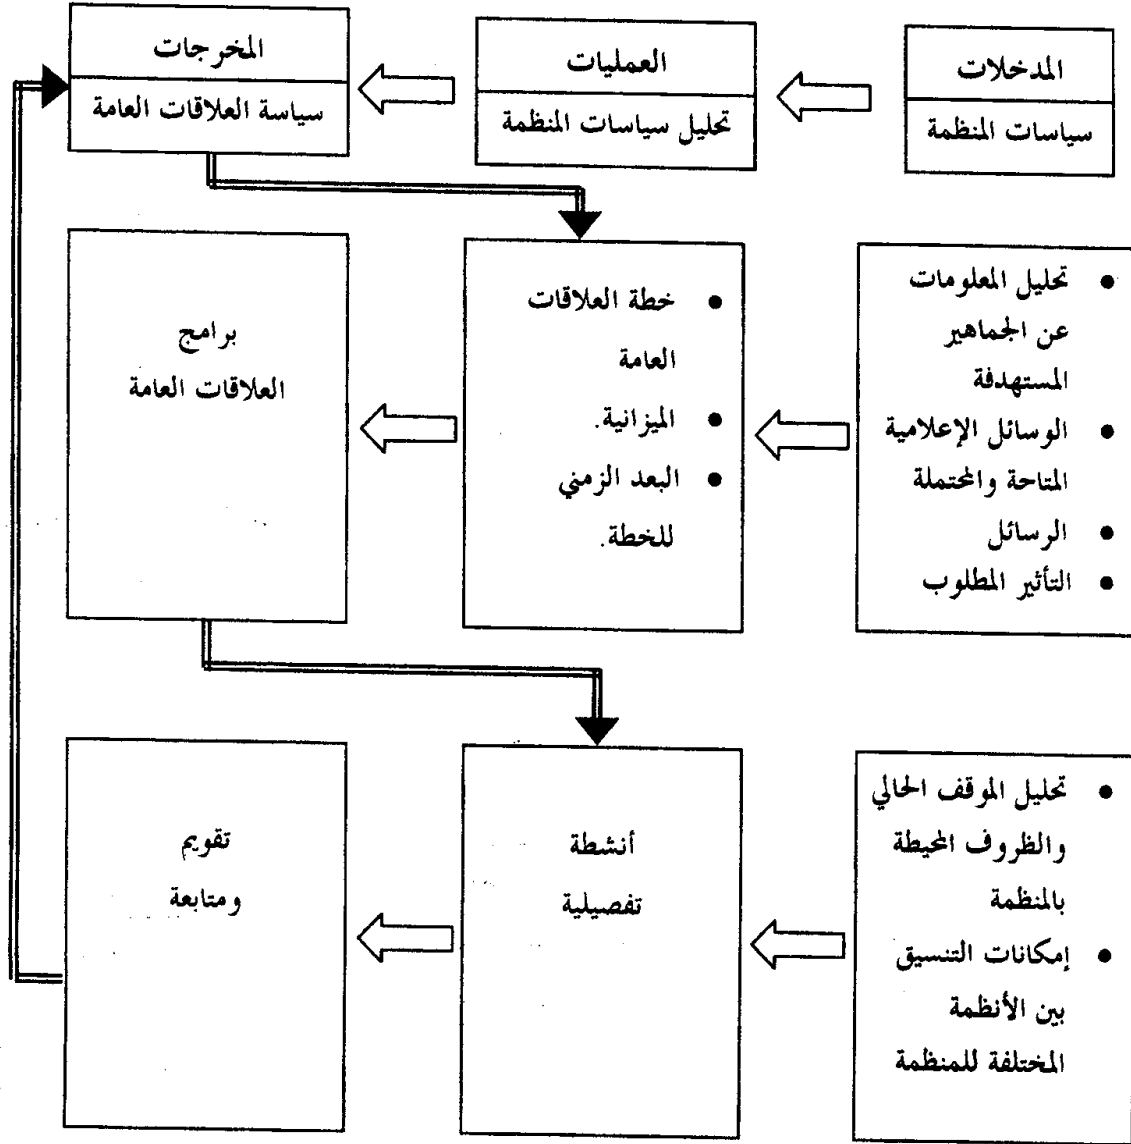 المدخلات
سياسات المنظمة
العمليات
تحليل سياسات المنظمة
المخرجات
سياسة العلاقات العامة
• تحليل المعلومات
عن الجماهير
المستهدفة
• الوسائل الإعلامية
المتاحة والمحتملة
• الرسائل
• التأثير المطلوب
• خطة العلاقات
العامة
• الميزانية.
• البعد الزمني
للخطة.
برامج
العلاقات العامة
• تحليل الموقف الحالي
والظروف المحيطة
بالمنظمة
• إمكانات التنسيق
بين الأنظمة
المختلفة للمنظمة
أنشطة
تفصيلية
تقويم
ومتابعة